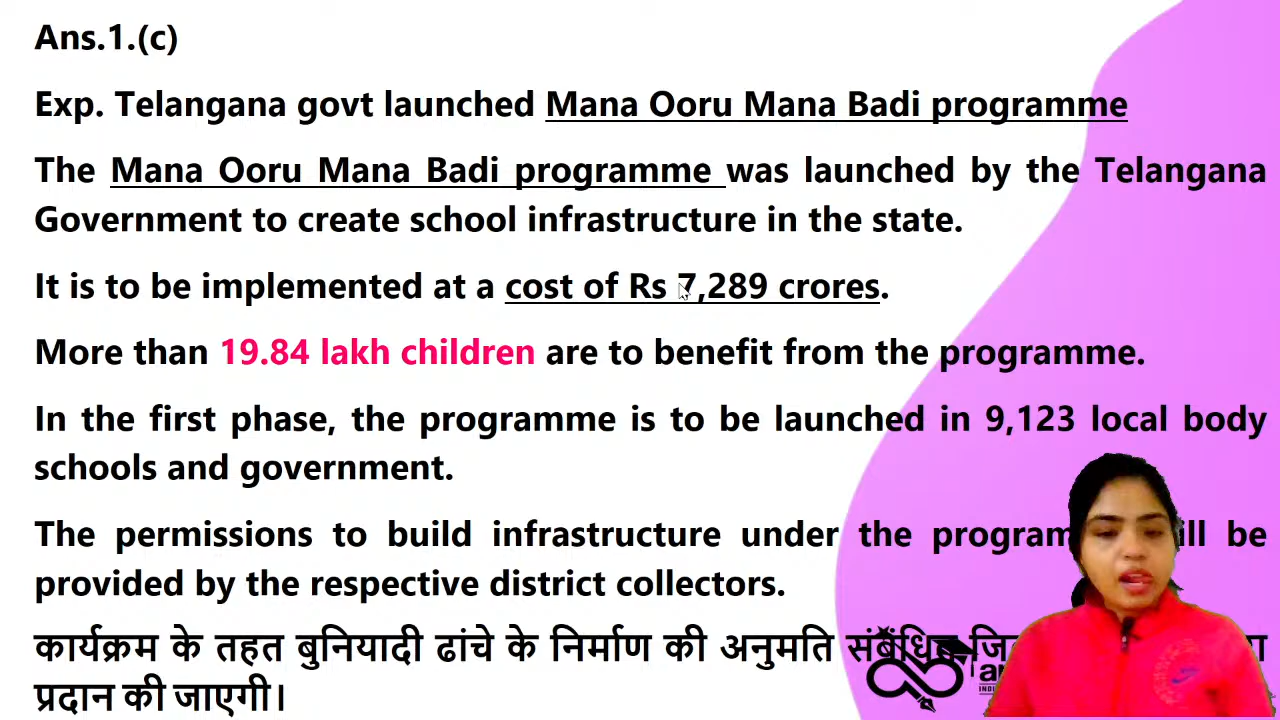 Ans.1.(c)
Exp. Telangana govt launched Mana Ooru Mana Badi programme
The Mana Ooru Mana Badi programme was launched by the Telangana
Government to create school infrastructure in the state.
It is to be implemented at a cost of Rs 7,289 crores.
More than 19.84 lakh children are to benefit from the programme.
In the first phase, the programme is to be launched in 9,123 local body
schools and government.
The permissions to build infrastructure under the be
provided by the respective district collectors.
कार्यक्रम के तहत बुनियादी ढांचे के निर्माण की अनुमति
प्रदान की जाएगी।